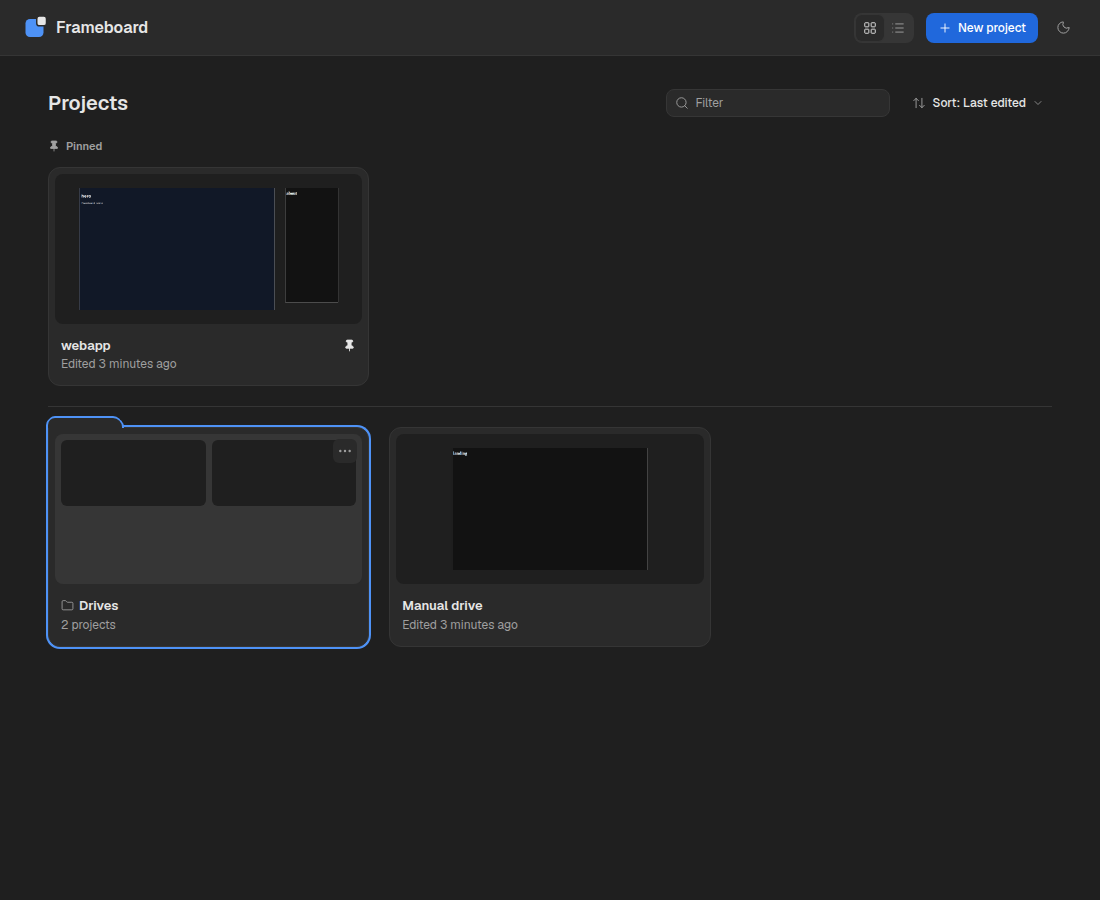 Frameboard
New project
Projects
Filter
Sort: Last edited
Pinned
hero
sheet
webapp
Edited 3 minutes ago
landing
Drives
2 projects
Manual drive
Edited 3 minutes ago